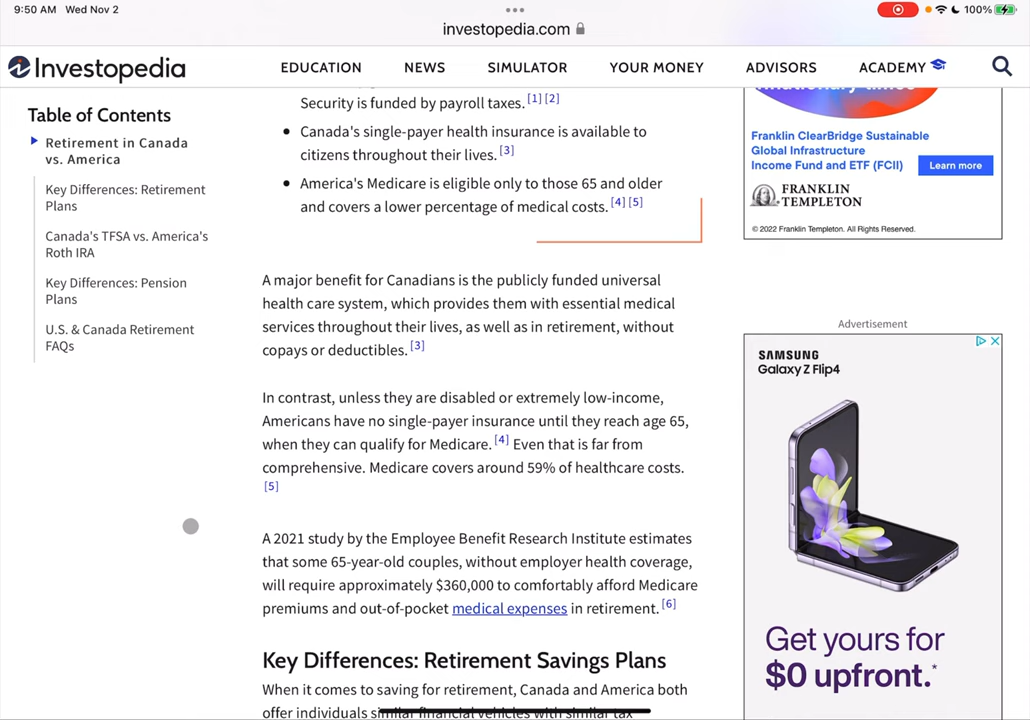 9:50 AM Wed Nov 2
100%
investopedia.com
Investopedia
EDUCATION NEWS SIMULATOR YOUR MONEY ADVISORS ACADEMY
Table of Contents
Retirement in Canada
vs. America
Key Differences: Retirement
Plans
Canada's TFSA vs. America's
Roth IRA
Key Differences: Pension
Plans
U.S. & Canada Retirement
FAQs
Security is funded by payroll taxes. [1] [2]
Canada's single-payer health insurance is available to
citizens throughout their lives. [3]
America's Medicare is eligible only to those 65 and older
and covers a lower percentage of medical costs. [4] [5]
A major benefit for Canadians is the publicly funded universal
health care system, which provides them with essential medical
services throughout their lives, as well as in retirement, without
copays or deductibles. [3]
In contrast, unless they are disabled or extremely low-income,
Americans have no single-payer insurance until they reach age 65,
when they can qualify for Medicare. [4] Even that is far from
comprehensive. Medicare covers around 59% of healthcare costs.
[5]
A 2021 study by the Employee Benefit Research Institute estimates
that some 65-year-old couples, without employer health coverage,
will require approximately $360,000 to comfortably afford Medicare
premiums and out-of-pocket medical expenses in retirement. [6]
Key Differences: Retirement Savings Plans
When it comes to saving for retirement, Canada and America both
offer individuals similar financial vehicles with similar tax
Franklin ClearBridge Sustainable
Global Infrastructure
Income Fund and ETF (FCII)
Learn more
FRANKLIN
TEMPLETON
© 2022 Franklin Templeton. All Rights Reserved.
Advertisement
SAMSUNG
Galaxy Z Flip4
Get yours for
$0 upfront.*